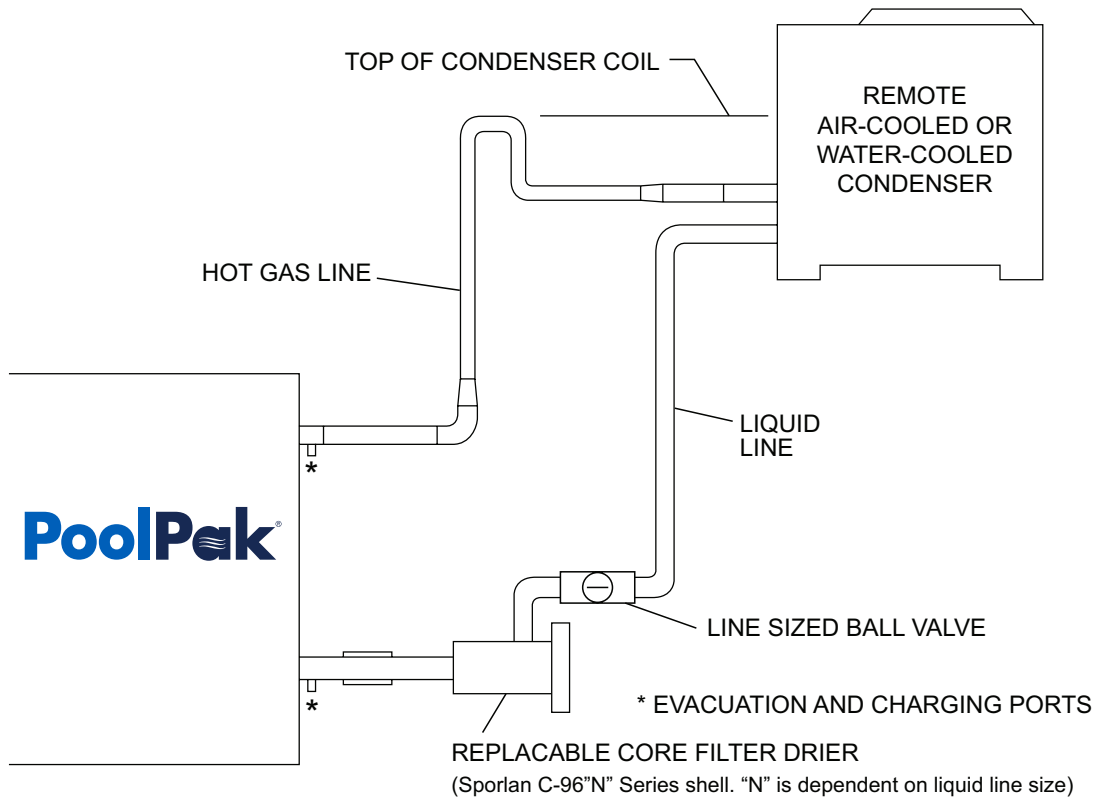 TOP OF CONDENSER COIL
REMOTE
AIR-COOLED OR
WATER-COOLED
CONDENSER
HOT GAS LINE
LIQUID
LINE
*
PoolPak®
LINE SIZED BALL VALVE
*
* EVACUATION AND CHARGING PORTS
REPLACABLE CORE FILTER DRIER
(Sporlan C-96”N” Series shell. “N” is dependent on liquid line size)